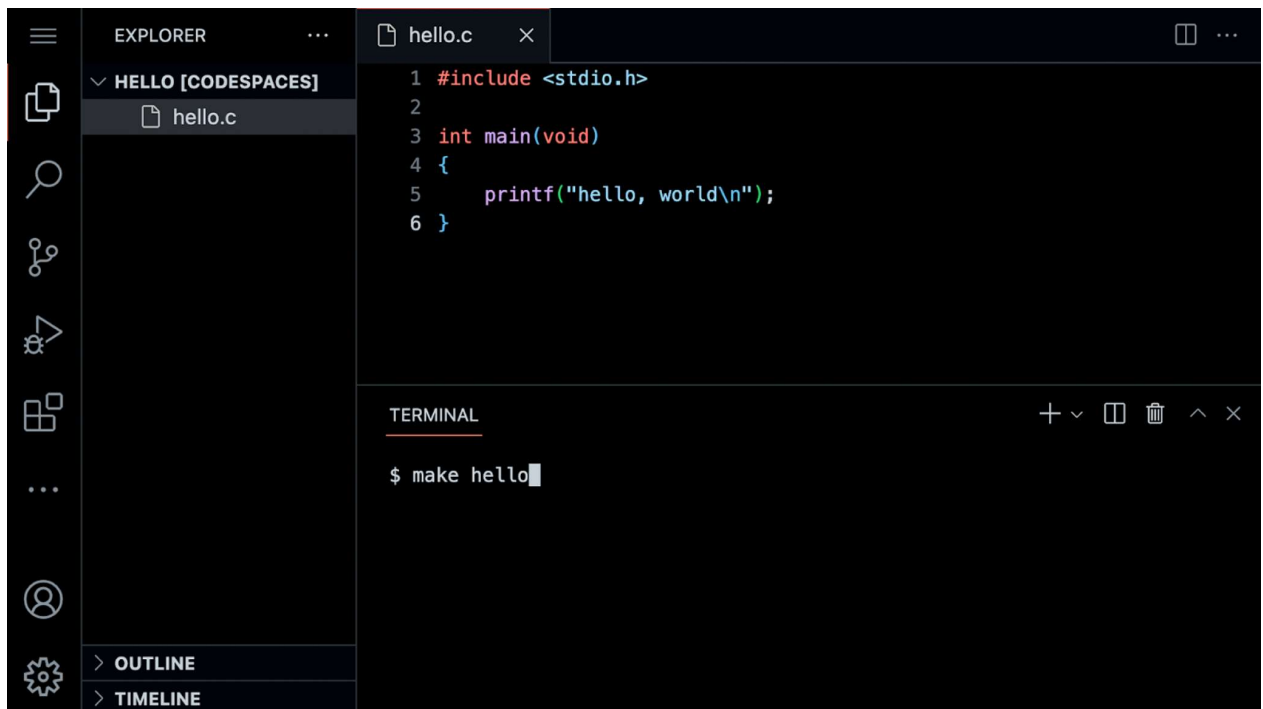 EXPLORER
HELLO [CODESPACES]
hello.c
OUTLINE
TIMELINE
hello.c
1 #include <stdio.h>
2
3 int main(void)
4 {
5     printf("hello, world\n");
6 }
TERMINAL
$ make hello